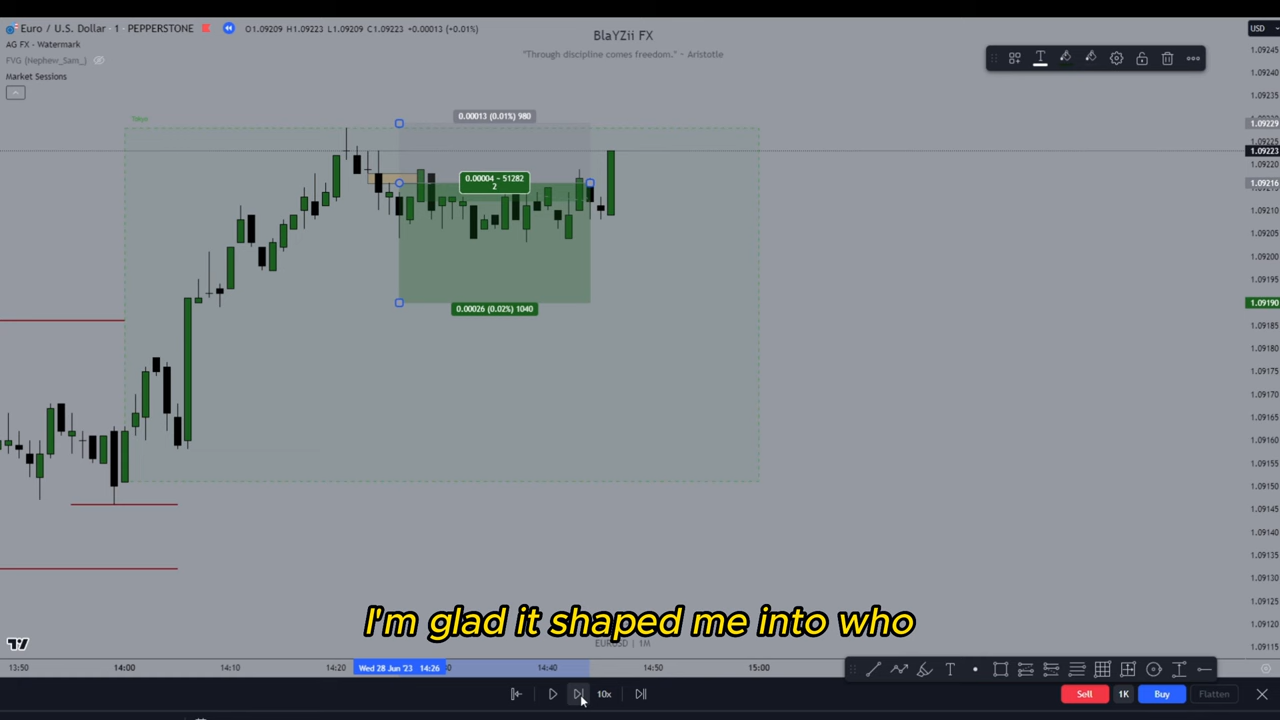 Euro / U.S. Dollar · 1 · PEPPERSTONE O1.09209 H1.09223 L1.09209 C1.09223 +0.00013 (+0.01%)
AG FX · Watermark
FVG (Nephew_Sam_)
Market Sessions
BlaYZii FX
"Through discipline comes freedom." - Aristotle
USD
1.09245
1.09240
1.09235
1.09229
1.09225
1.09223
1.09220
1.09216
1.09210
1.09205
1.09200
1.09195
1.09190
1.09185
1.09180
1.09175
1.09170
1.09165
1.09160
1.09155
1.09150
1.09145
1.09140
1.09135
1.09130
1.09125
1.09120
1.09115
Tokyo
0.00013 (0.01%) 980
0.00004 ~ 51282
2
0.00026 (0.02%) 1040
I'm glad it shaped me into who
EURUSD | 1M
13:50 14:00 14:10 14:20 Wed 28 Jun '23 14:26 14:40 14:50 15:00
10x
Sell 1K Buy Flatten